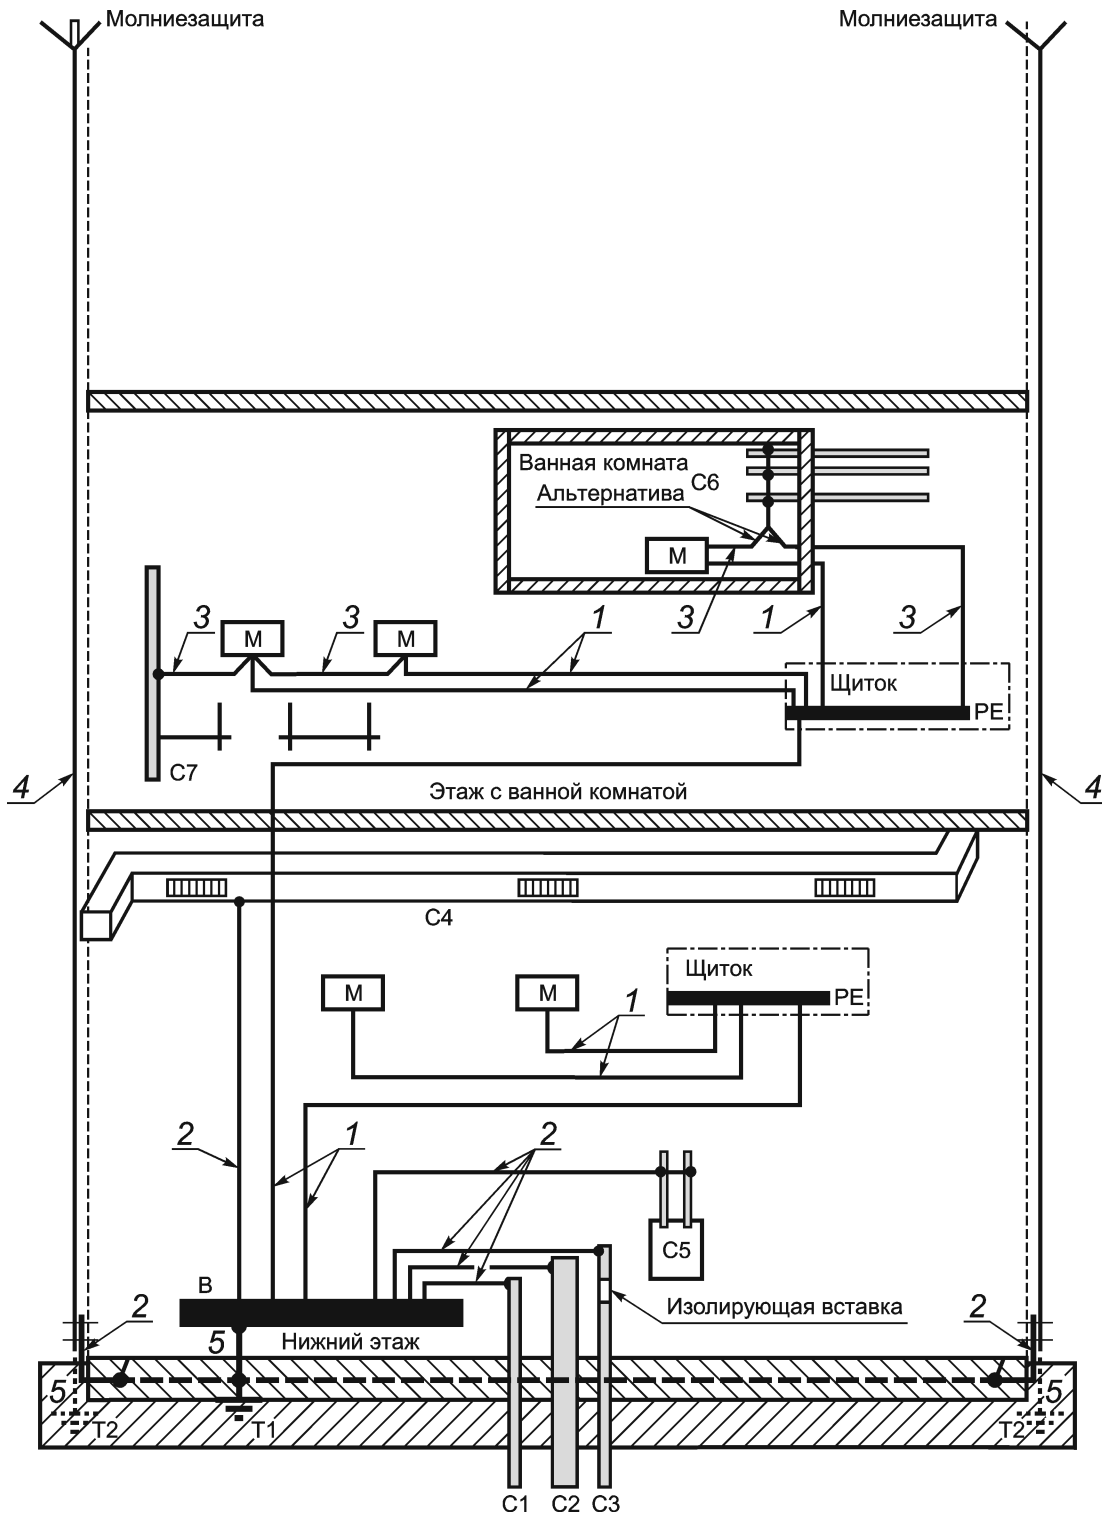 Молниезащита
Молниезащита
Ванная комната
С6
Альтернатива
М
3
М
3
М
1
3
1
3
Щиток
РЕ
С7
4
Этаж с ванной комнатой
4
С4
Щиток
М
М
1
РЕ
2
1
2
С5
В
2
Изолирующая вставка
2
5
Нижний этаж
5
5
Т2
Т1
Т2
С1
С2
С3